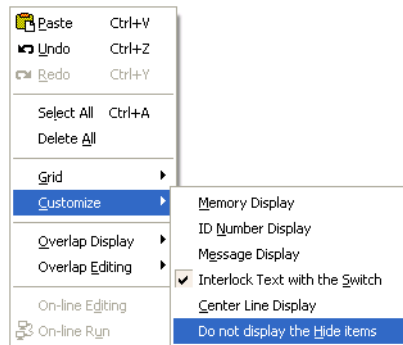 Paste Ctrl+V
Undo Ctrl+Z
Redo Ctrl+Y
Select All Ctrl+A
Delete All
Grid
Customize
Overlap Display
Overlap Editing
On-line Editing
On-line Run
Memory Display
ID Number Display
Message Display
Interlock Text with the Switch
Center Line Display
Do not display the Hide items